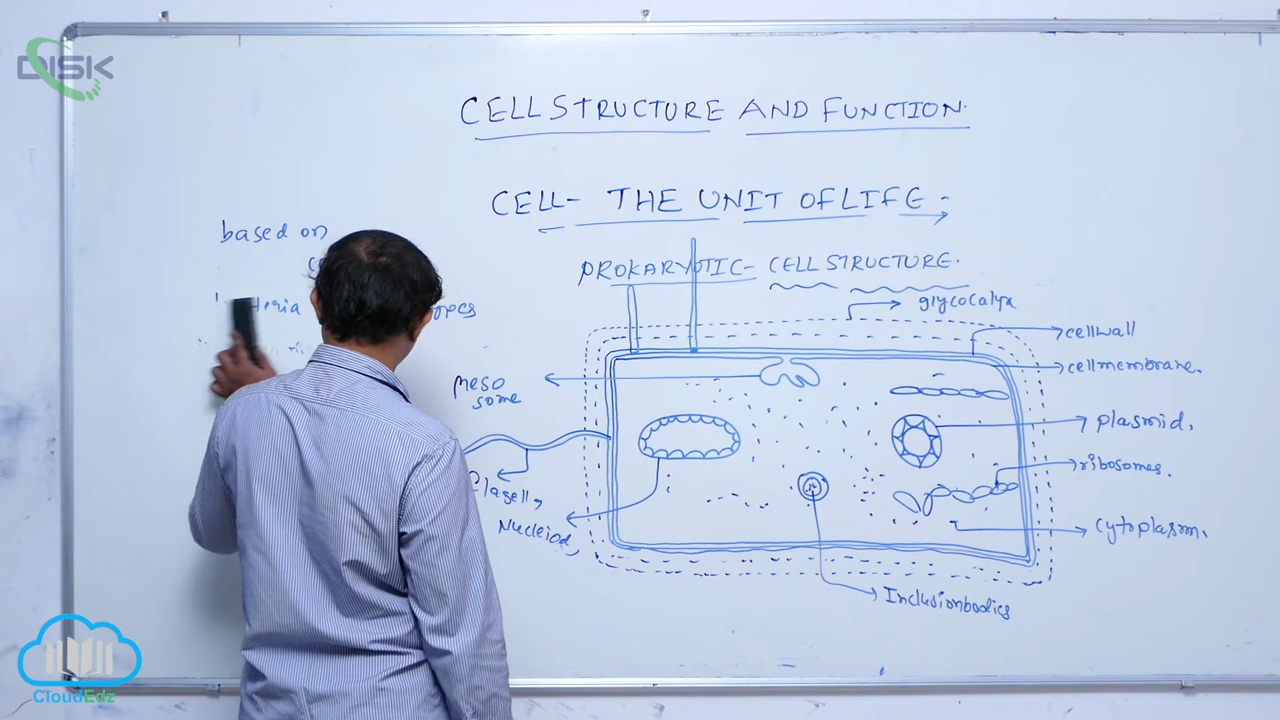 DISK
CELL STRUCTURE AND FUNCTION.
CELL- THE UNIT OF LIFE-
based on
PROKARYOTIC- CELL STRUCTURE.
glycocalyx
cellwall
cellmembrane.
Meso
some
plasmid.
ribosomes.
Nucleiod,
cytoplasm.
Inclusionbodies
CloudEdz